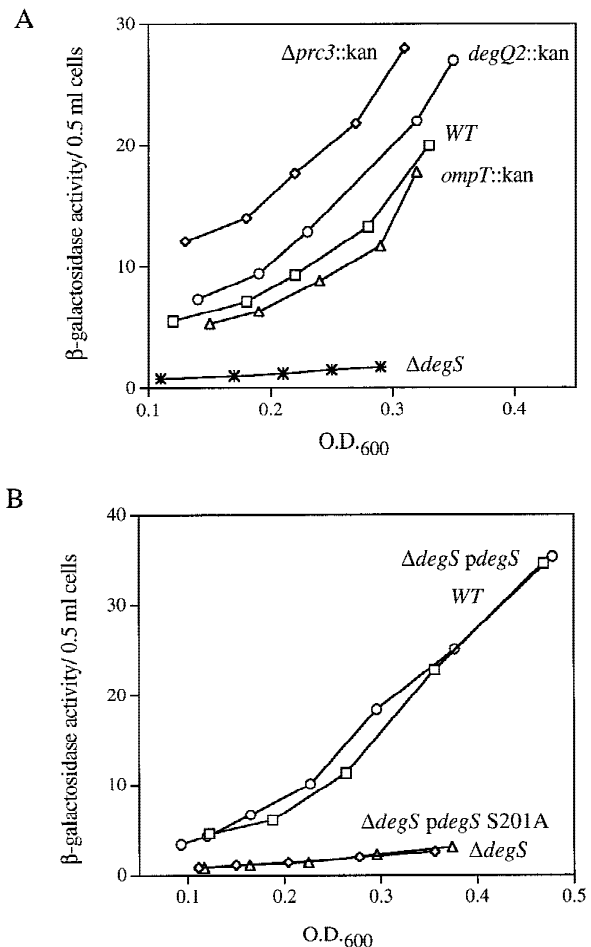 A
30
20
10
0
β-galactosidase activity/ 0.5 ml cells
Δprc3::kan
degQ2::kan
WT
ompT::kan
ΔdegS
0.1 0.2 0.3 0.4
O.D.600
B
40
30
20
10
0
β-galactosidase activity/ 0.5 ml cells
ΔdegS pdegS
WT
ΔdegS pdegS S201A
ΔdegS
0.1 0.2 0.3 0.4 0.5
O.D.600